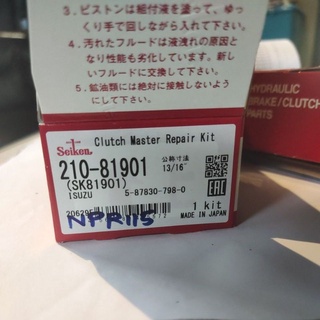 3. ピストンは組付液を塗って、ゆっ
くり手で挿入して下さい。
4. 汚れたフルードは液洩れの原因と
なり性能も劣化しています。新し
いフルードに交換して下さい。
5. 鉱油類には絶対に接触しないよう
にして下さい。
HYDRAULIC
BRAKE/CLUTCH
PARTS
Seiken
Clutch Master Repair Kit
210-81901
公称寸法
13/16"
(SK81901)
ISUZU
5-87830-798-0
EAC
1 kit
MADE IN JAPAN
NPR115